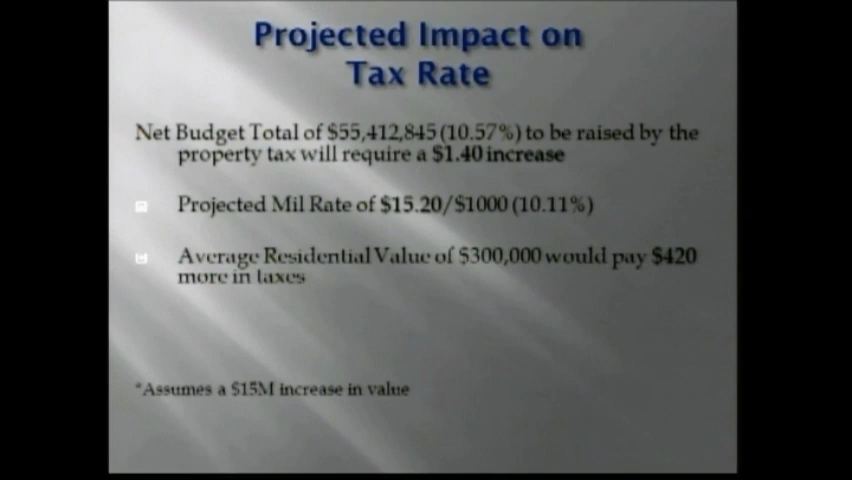 Projected Impact on
Tax Rate
Net Budget Total of $55,412,845 (10.57%) to be raised by the
property tax will require a $1.40 increase
Projected Mil Rate of $15.20/$1000 (10.11%)
Average Residential Value of $300,000 would pay $420
more in taxes
*Assumes a $15M increase in value